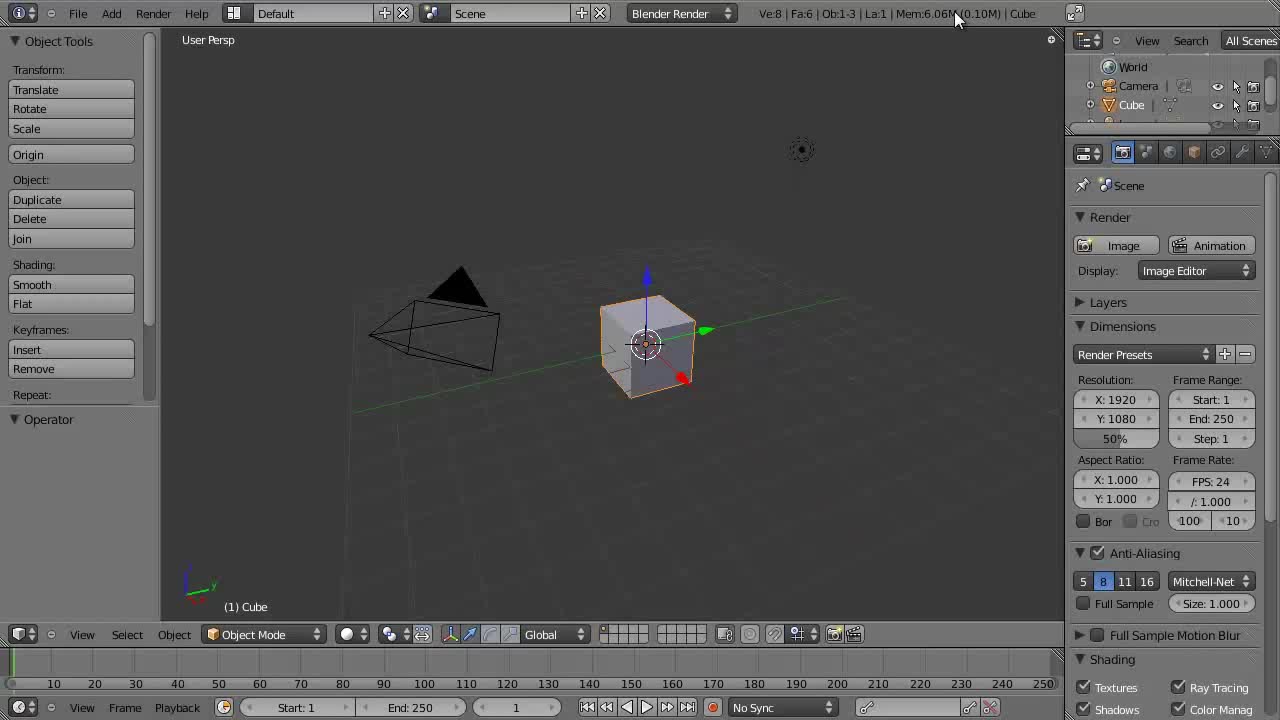 File Add Render Help Default Scene Blender Render Ve:8 | Fa:6 | Ob:1-3 | La:1 | Mem:6.06M (0.10M) | Cube
Object Tools
Transform:
Translate
Rotate
Scale
Origin
Object:
Duplicate
Delete
Join
Shading:
Smooth
Flat
Keyframes:
Insert
Remove
Repeat:
Operator
User Persp
y
(1) Cube
View Search All Scenes
World
Camera
Cube
Scene
Render
Image Animation
Display: Image Editor
Layers
Dimensions
Render Presets
Resolution: Frame Range:
X: 1920 Start: 1
Y: 1080 End: 250
50% Step: 1
Aspect Ratio: Frame Rate:
X: 1.000 FPS: 24
Y: 1.000 /: 1.000
Bor Cro 100 10
Anti-Aliasing
5 8 11 16 Mitchell-Net
Full Sample Size: 1.000
Full Sample Motion Blur
Shading
Textures Ray Tracing
Shadows Color Manag
View Select Object Object Mode Global
0 10 20 30 40 50 60 70 80 90 100 110 120 130 140 150 160 170 180 190 200 210 220 230 240 250
View Frame Playback Start: 1 End: 250 1 No Sync